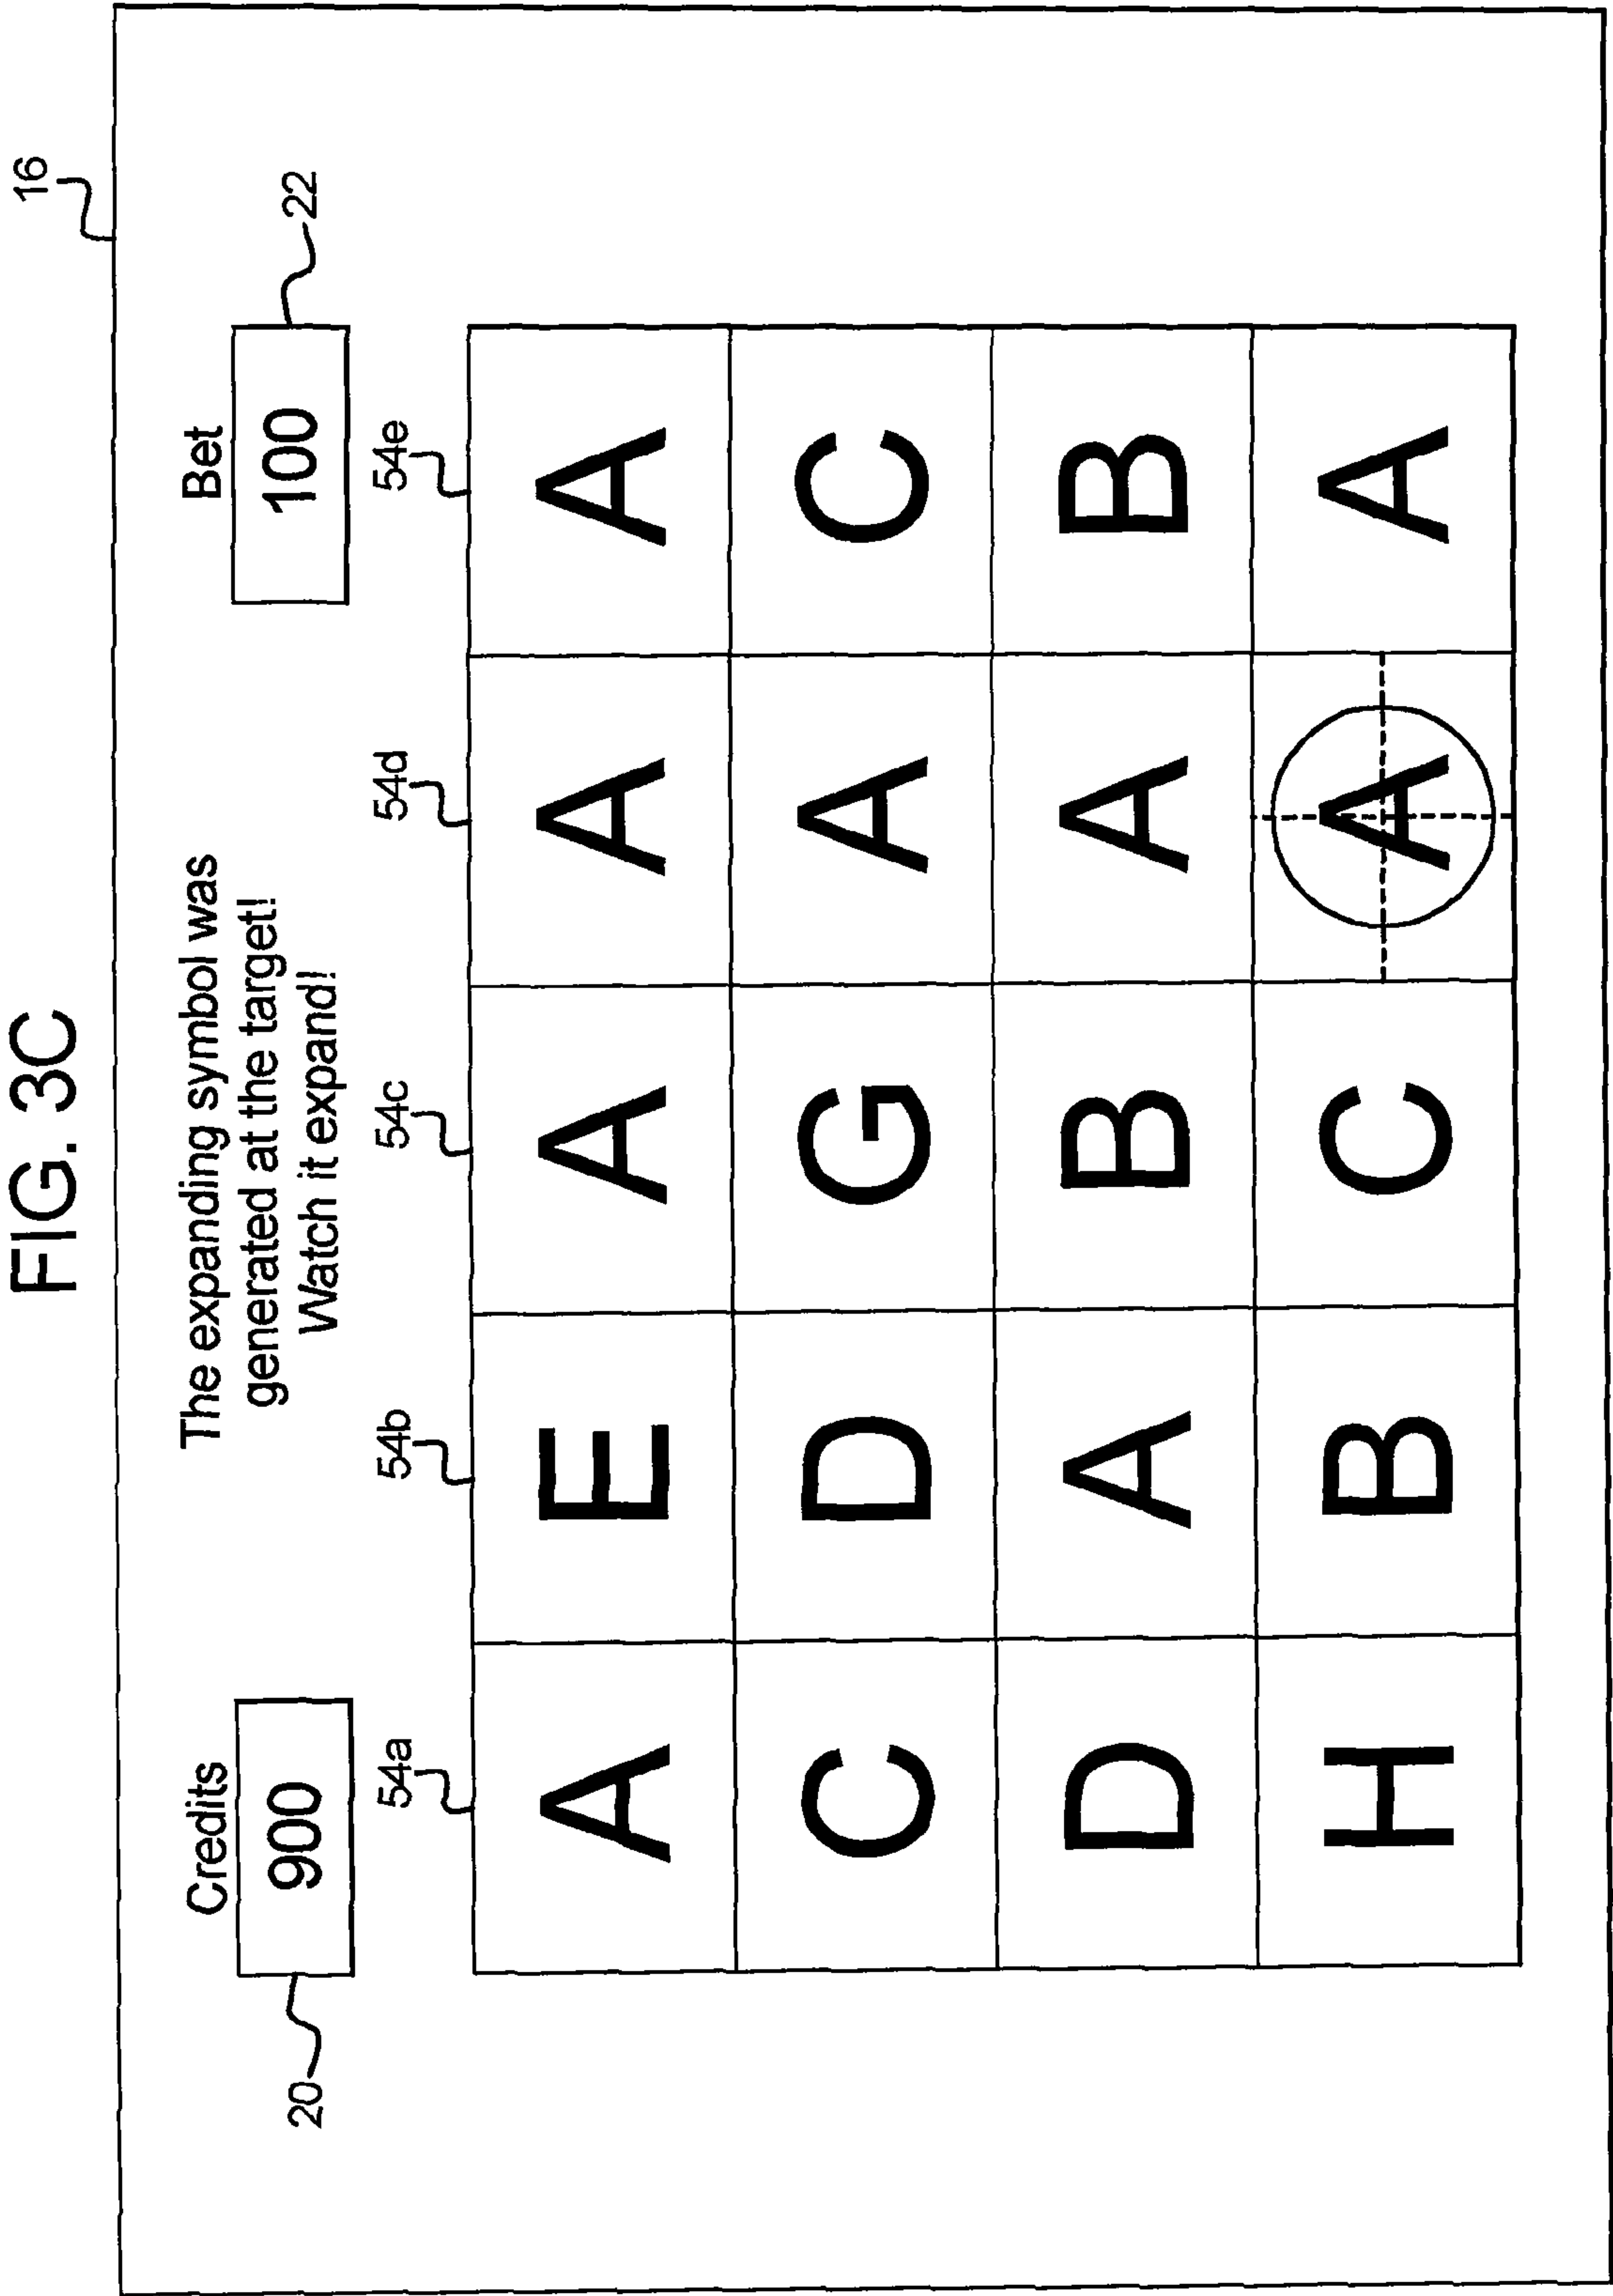 FIG. 3C
16
Credits
900
20
The expanding symbol was
generated at the target!
Watch it expand!
Bet
100
22
54a 54b 54c 54d 54e
A E A A A
C D G A C
D A B A B
H B C A A